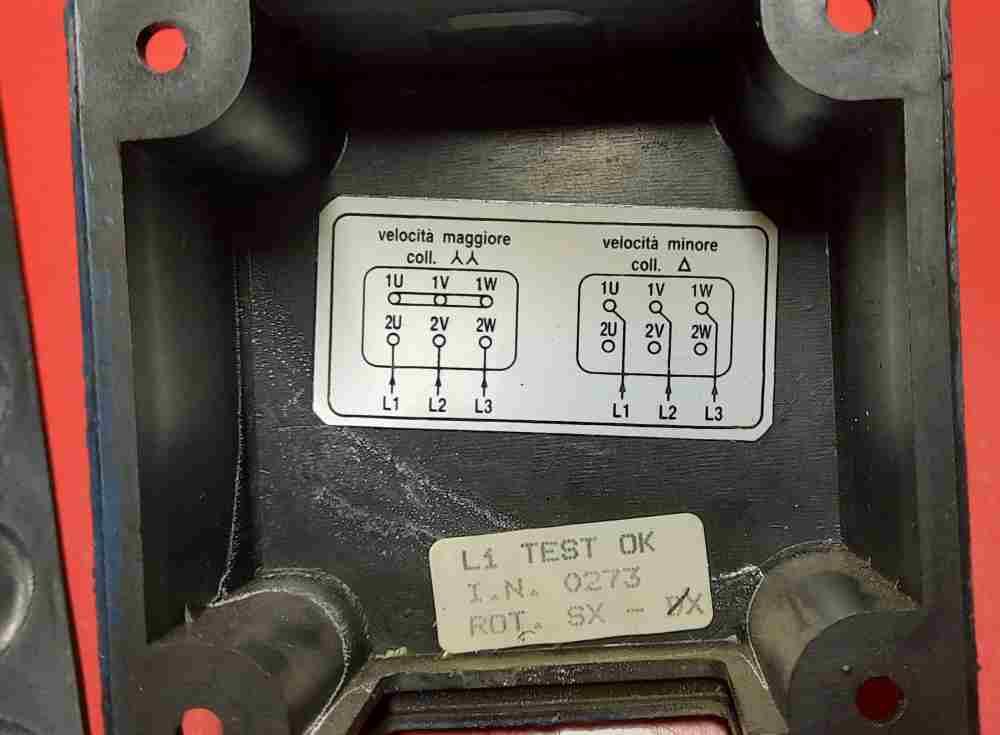 velocità maggiore
coll. ⅄⅄
1U 1V 1W
2U 2V 2W
L1 L2 L3
velocità minore
coll. Δ
1U 1V 1W
2U 2V 2W
L1 L2 L3
L1 TEST OK
I.N. 0273
ROT. SX - DX